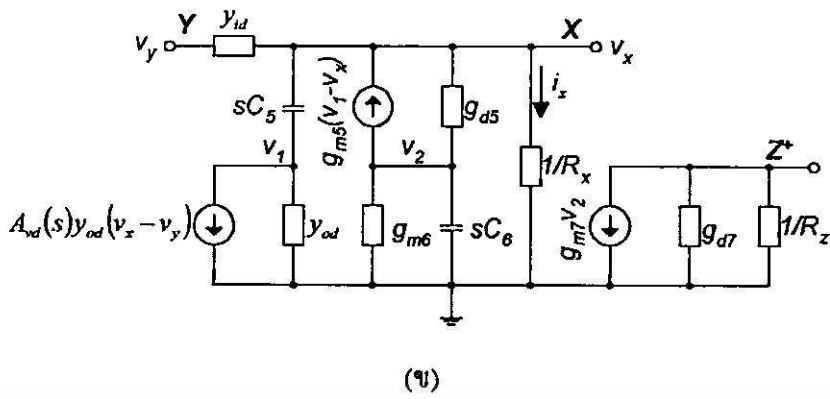 Y y_id X
v_y v_x
sC_5 g_m5(v_1-v_x) g_d5 i_x
v_1 v_2 1/R_x Z+
A_vd(s)y_od(v_x − v_y) y_od g_m6 sC_6 g_m7v_2 g_d7 1/R_z
(ข)